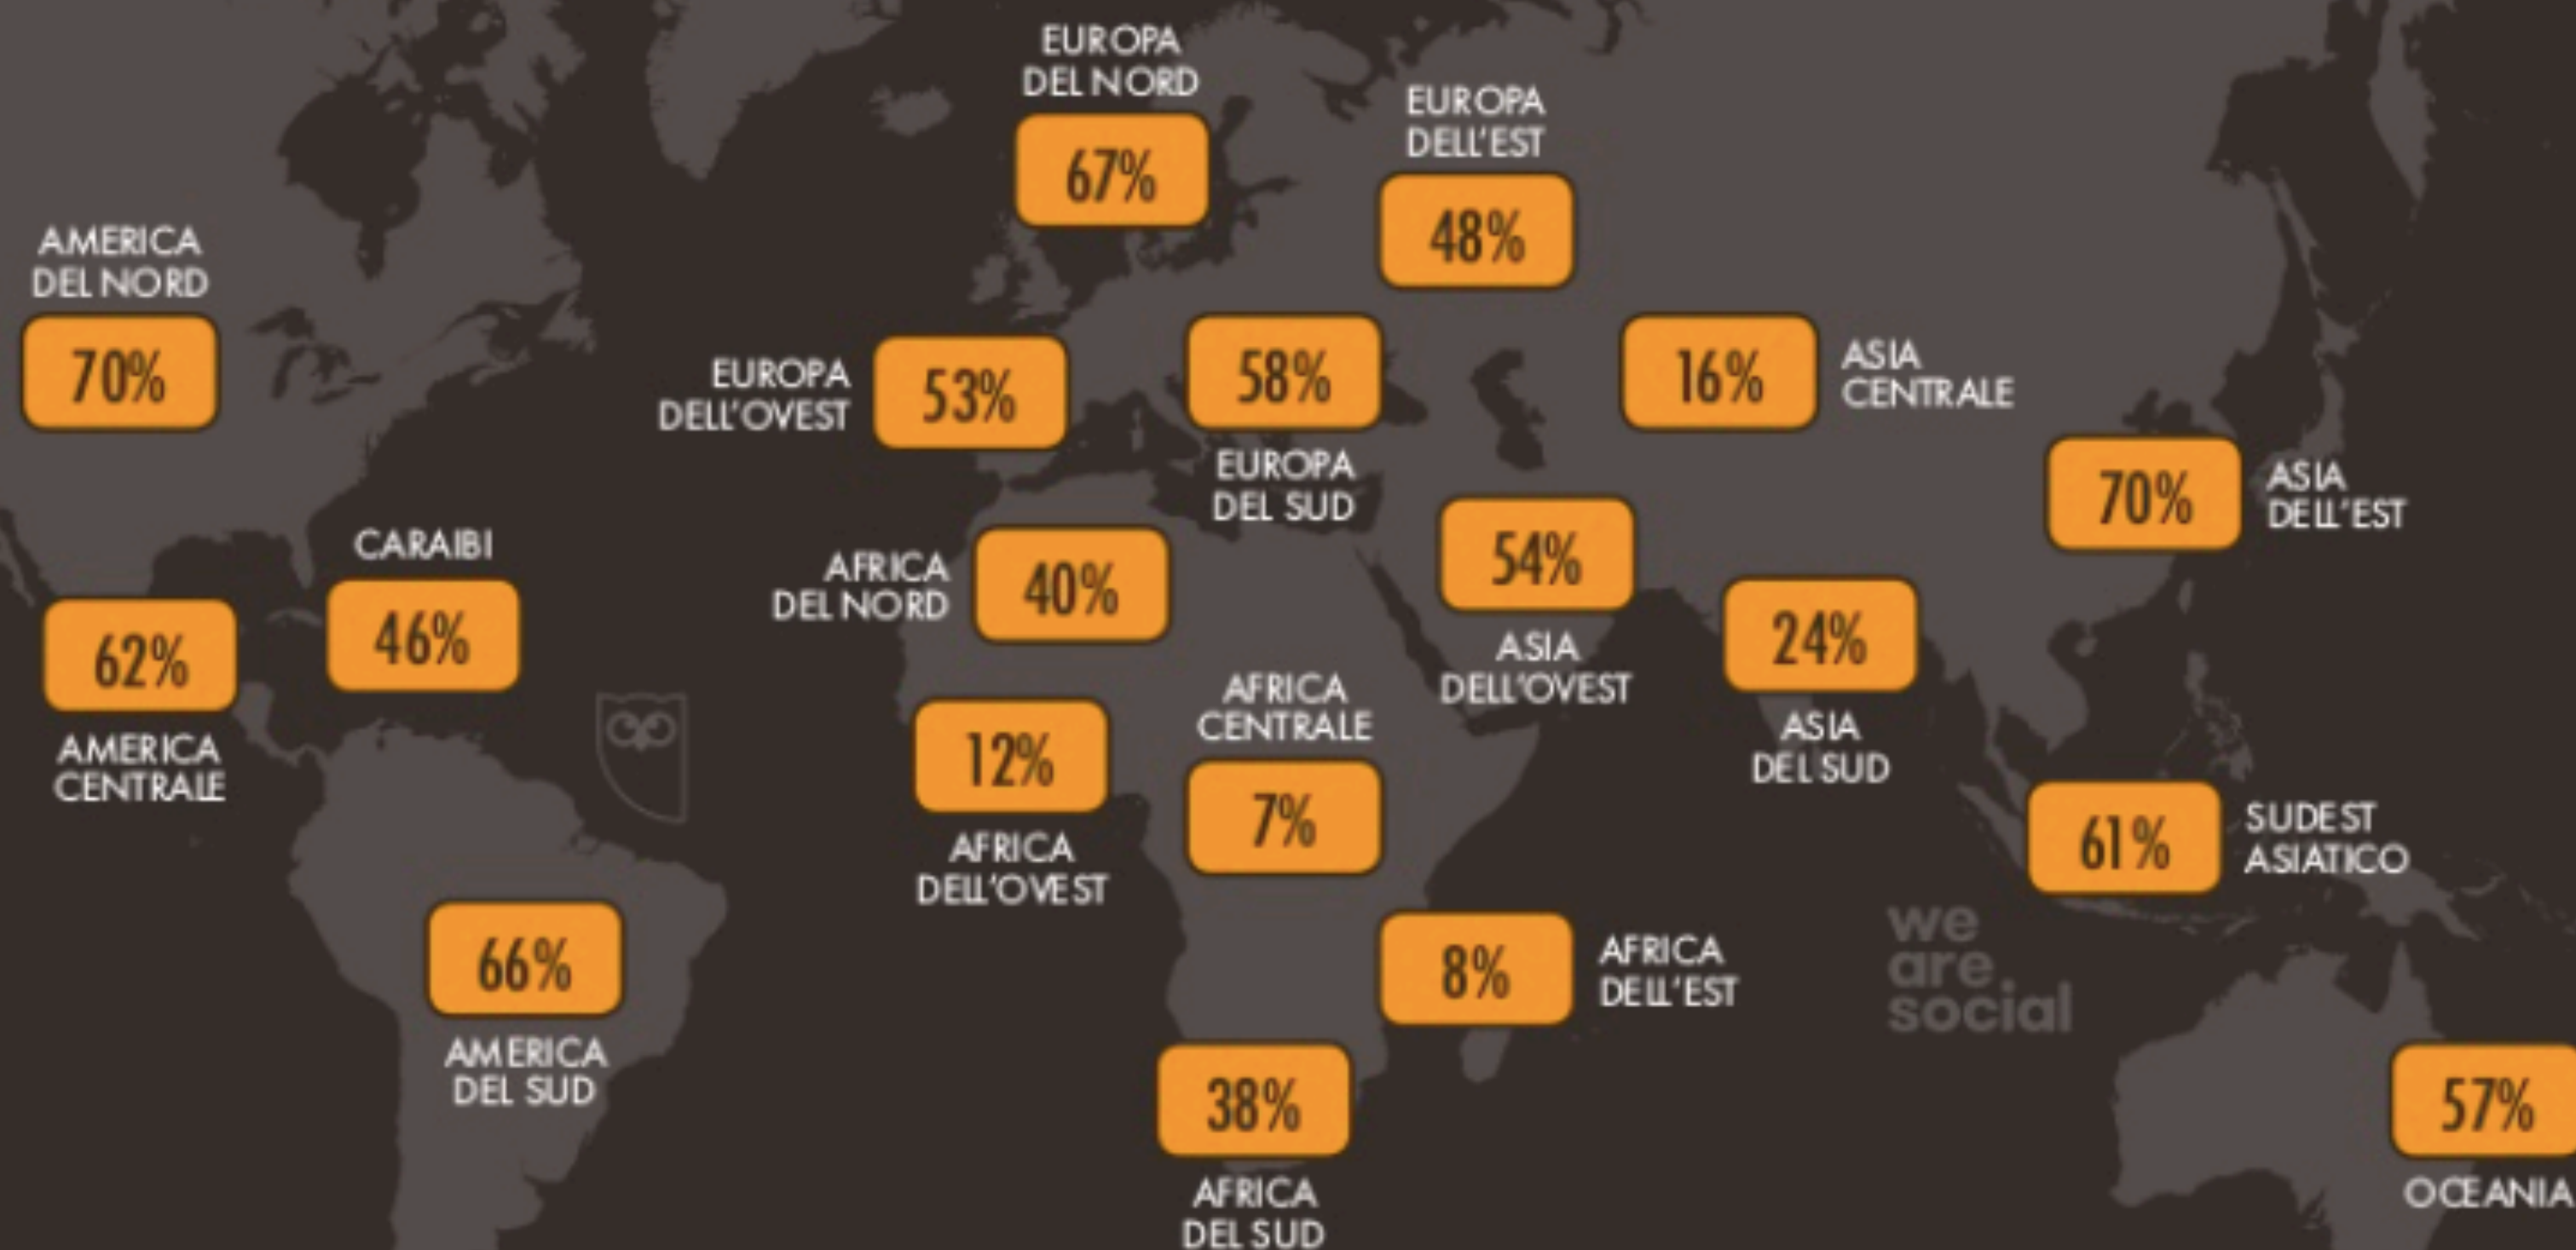 EUROPA
DEL NORD
67%
EUROPA
DELL'EST
48%
AMERICA
DEL NORD
70%
EUROPA
DELL'OVEST
53%
58%
EUROPA
DEL SUD
16%
ASIA
CENTRALE
70%
ASIA
DELL'EST
CARAIBI
46%
62%
AMERICA
CENTRALE
AFRICA
DEL NORD
40%
54%
ASIA
DELL'OVEST
24%
ASIA
DEL SUD
12%
AFRICA
DELL'OVEST
AFRICA
CENTRALE
7%
61%
SUDEST
ASIATICO
66%
AMERICA
DEL SUD
8%
AFRICA
DELL'EST
we
are
social
38%
AFRICA
DEL SUD
57%
OCEANIA